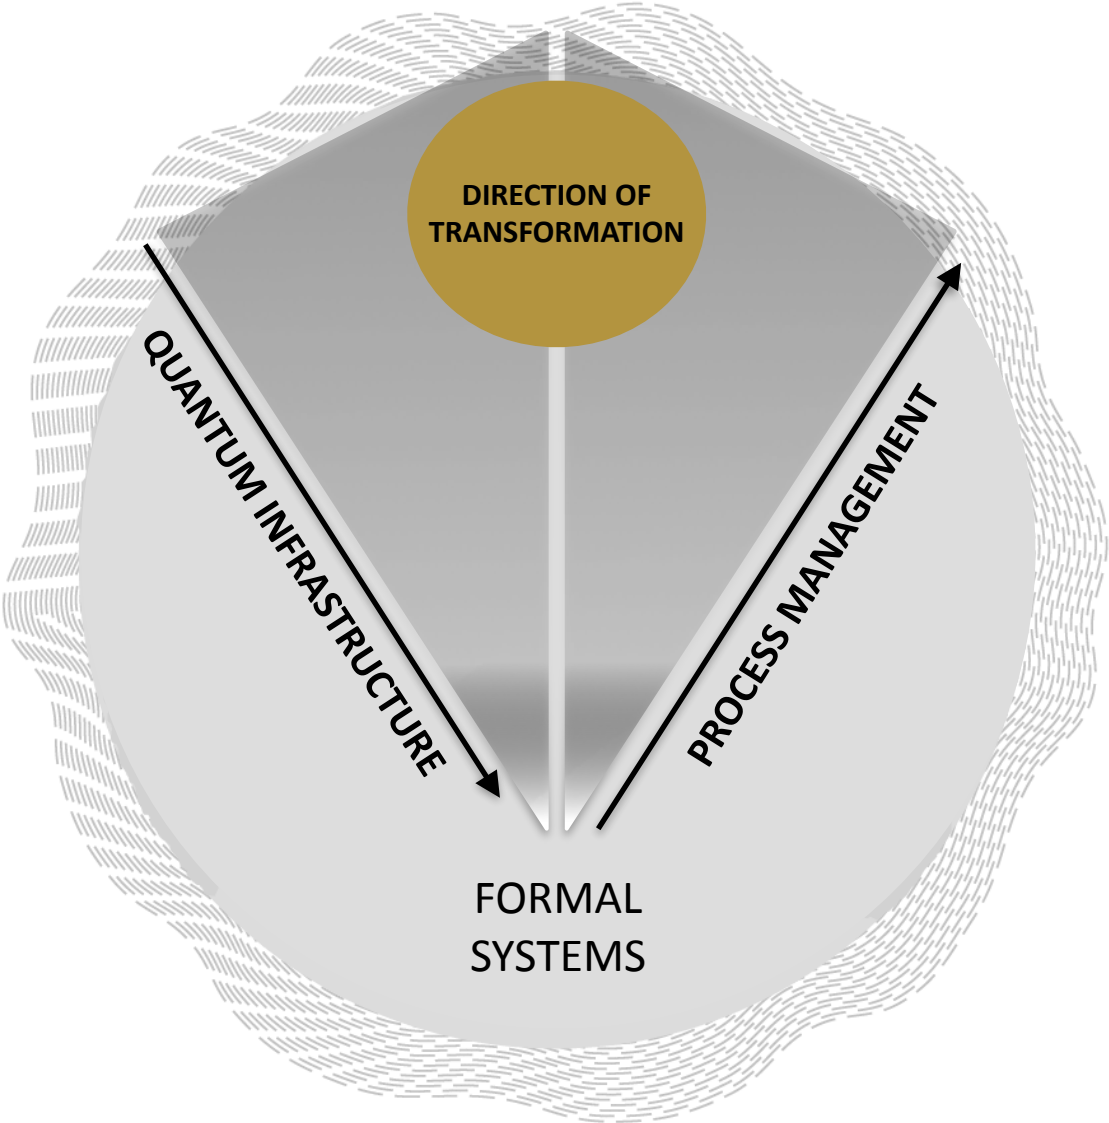 DIRECTION OF
TRANSFORMATION
QUANTUM INFRASTRUCTURE
PROCESS MANAGEMENT
FORMAL
SYSTEMS